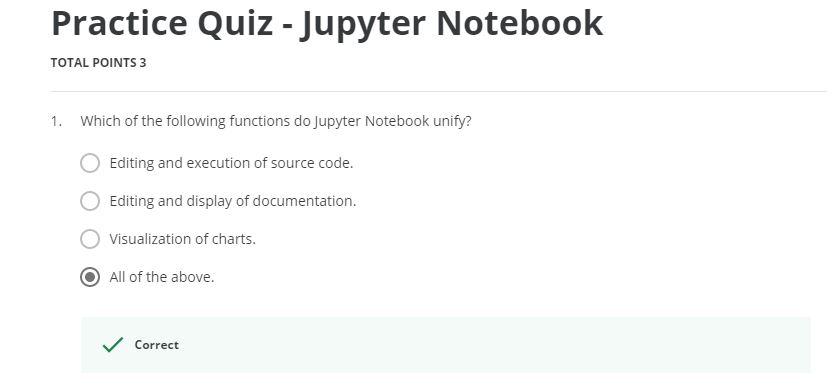 Practice Quiz - Jupyter Notebook
TOTAL POINTS 3
1. Which of the following functions do Jupyter Notebook unify?
Editing and execution of source code.
Editing and display of documentation.
Visualization of charts.
All of the above.
Correct